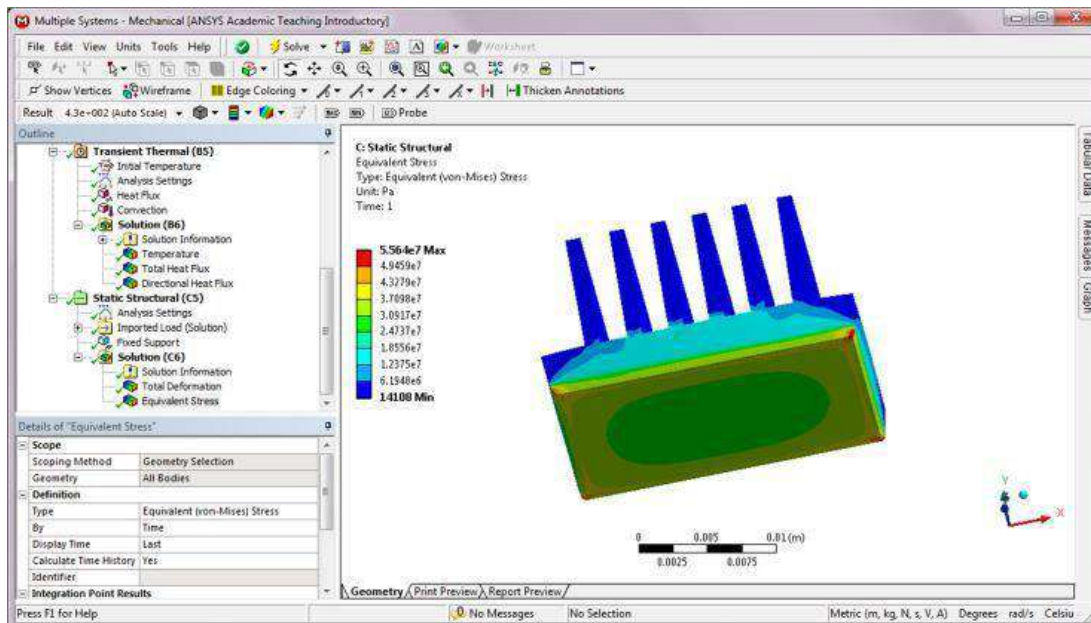 Multiple Systems - Mechanical [ANSYS Academic Teaching Introductory]
File Edit View Units Tools Help Solve Worksheet
Show Vertices Wireframe Edge Coloring Thicken Annotations
Result 4.3e+002 (Auto Scale) Probe
Outline
Transient Thermal (B5)
Initial Temperature
Analysis Settings
Heat Flux
Convection
Solution (B6)
Solution Information
Temperature
Total Heat Flux
Directional Heat Flux
Static Structural (C5)
Analysis Settings
Imported Load (Solution)
Fixed Support
Solution (C6)
Solution Information
Total Deformation
Equivalent Stress
Details of "Equivalent Stress"
Scope
Scoping Method Geometry Selection
Geometry All Bodies
Definition
Type Equivalent (von-Mises) Stress
By Time
Display Time Last
Calculate Time History Yes
Identifier
Integration Point Results
C: Static Structural
Equivalent Stress
Type: Equivalent (von-Mises) Stress
Unit: Pa
Time: 1
5.564e7 Max
4.9459e7
4.3279e7
3.7098e7
3.0917e7
2.4737e7
1.8556e7
1.2375e7
6.1948e6
14108 Min
Y
X
0 0.005 0.01 (m)
0.0025 0.0075
Geometry Print Preview Report Preview
Tabular Data
Messages
Graph
Press F1 for Help 0 No Messages No Selection Metric (m, kg, N, s, V, A) Degrees rad/s Celsiu